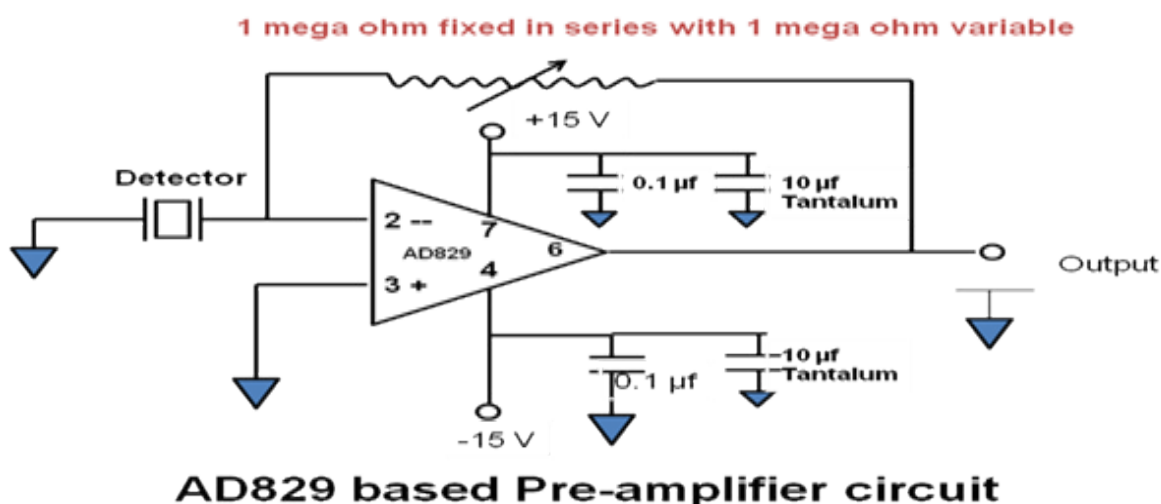 1 mega ohm fixed in series with 1 mega ohm variable
+15 V
Detector
0.1 µf
10 µf
Tantalum
2 --
7
AD829
6
4
3 +
Output
10 µf
Tantalum
0.1 µf
-15 V
AD829 based Pre-amplifier circuit